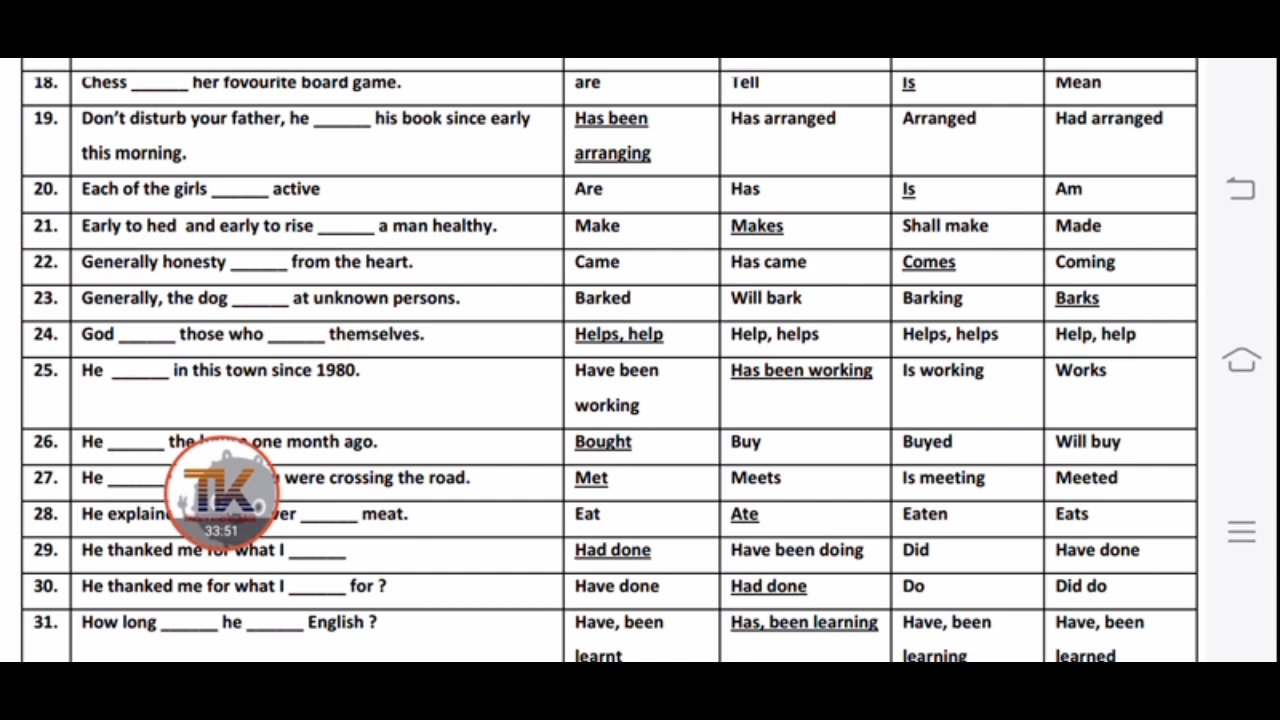 18. Chess ______ her fovourite board game. are Tell Is Mean
19. Don't disturb your father, he ______ his book since early Has been Has arranged Arranged Had arranged
this morning. arranging
20. Each of the girls ______ active Are Has Is Am
21. Early to hed and early to rise ______ a man healthy. Make Makes Shall make Made
22. Generally honesty ______ from the heart. Came Has came Comes Coming
23. Generally, the dog ______ at unknown persons. Barked Will bark Barking Barks
24. God ______ those who ______ themselves. Helps, help Help, helps Helps, helps Help, help
25. He ______ in this town since 1980. Have been Has been working Is working Works
working
26. He ______ the one month ago. Bought Buy Buyed Will buy
27. He ______ were crossing the road. Met Meets Is meeting Meeted
28. He ______ meat. Eat Ate Eaten Eats
29. He thanked me for what I ______ Had done Have been doing Did Have done
30. He thanked me for what I ______ for ? Have done Had done Do Did do
31. How long ______ he ______ English ? Have, been Has, been learning Have, been Have, been
learnt learning learned
TK
33:51